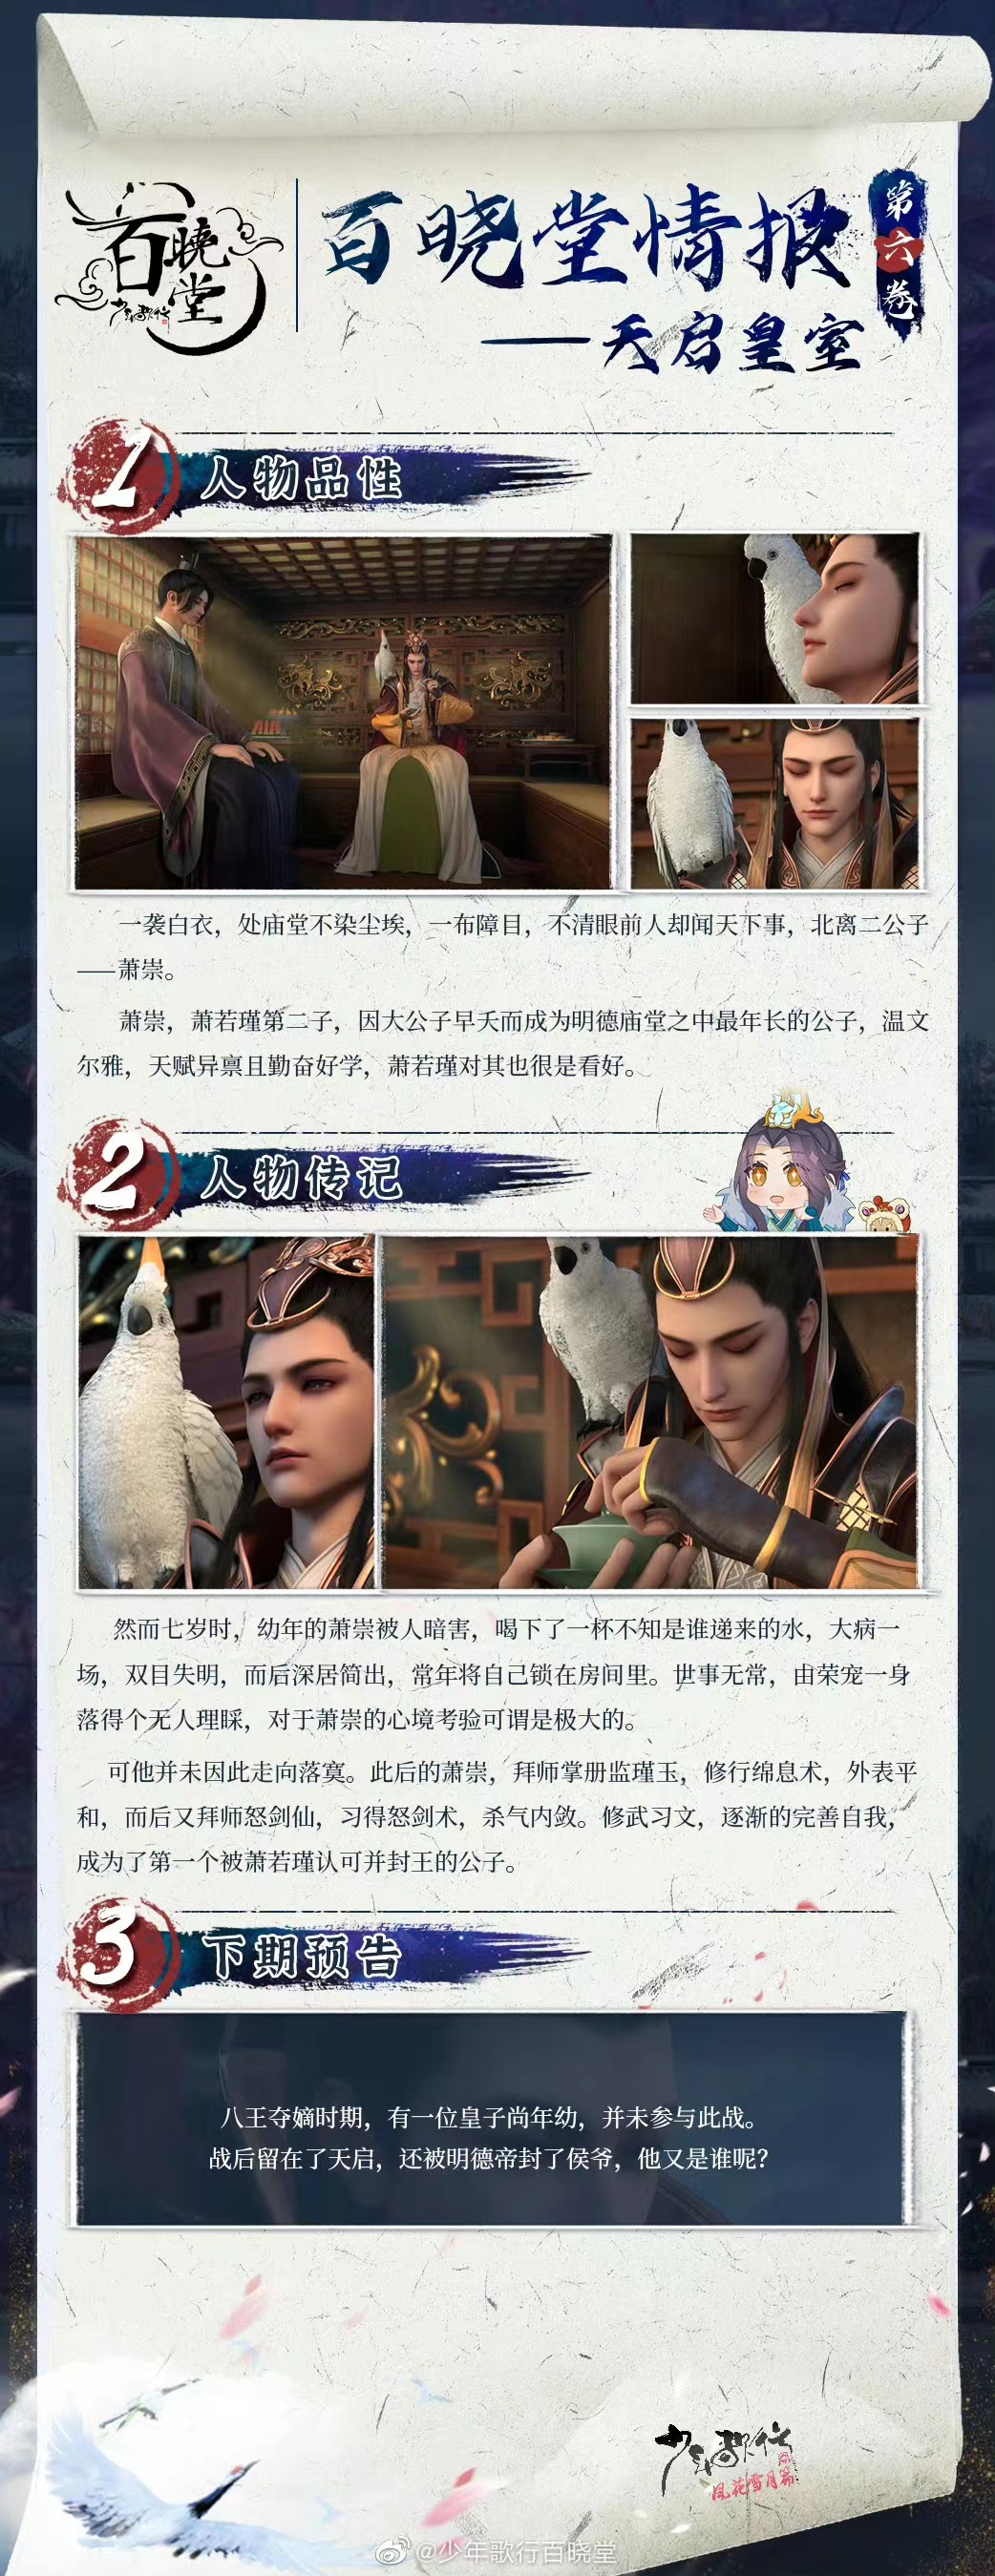 百曉堂
少年歌行
百晓堂情报
第六卷
——天启皇室
1 人物品性
一袭白衣，处庙堂不染尘埃，一布障目，不清眼前人却闻天下事，北离二公子
——萧崇。
萧崇，萧若瑾第二子，因大公子早夭而成为明德庙堂之中最年长的公子，温文
尔雅，天赋异禀且勤奋好学，萧若瑾对其也很是看好。
2 人物传记
然而七岁时，幼年的萧崇被人暗害，喝下了一杯不知是谁递来的水，大病一
场，双目失明，而后深居简出，常年将自己锁在房间里。世事无常，由荣宠一身
落得个无人理睬，对于萧崇的心境考验可谓是极大的。
可他并未因此走向落寞。此后的萧崇，拜师掌册监瑾玉，修行绵息术，外表平
和，而后又拜师怒剑仙，习得怒剑术，杀气内敛。修武习文，逐渐的完善自我，
成为了第一个被萧若瑾认可并封王的公子。
3 下期预告
八王夺嫡时期，有一位皇子尚年幼，并未参与此战。
战后留在了天启，还被明德帝封了侯爷，他又是谁呢？
少年歌行
風花雪月篇
@少年歌行百晓堂